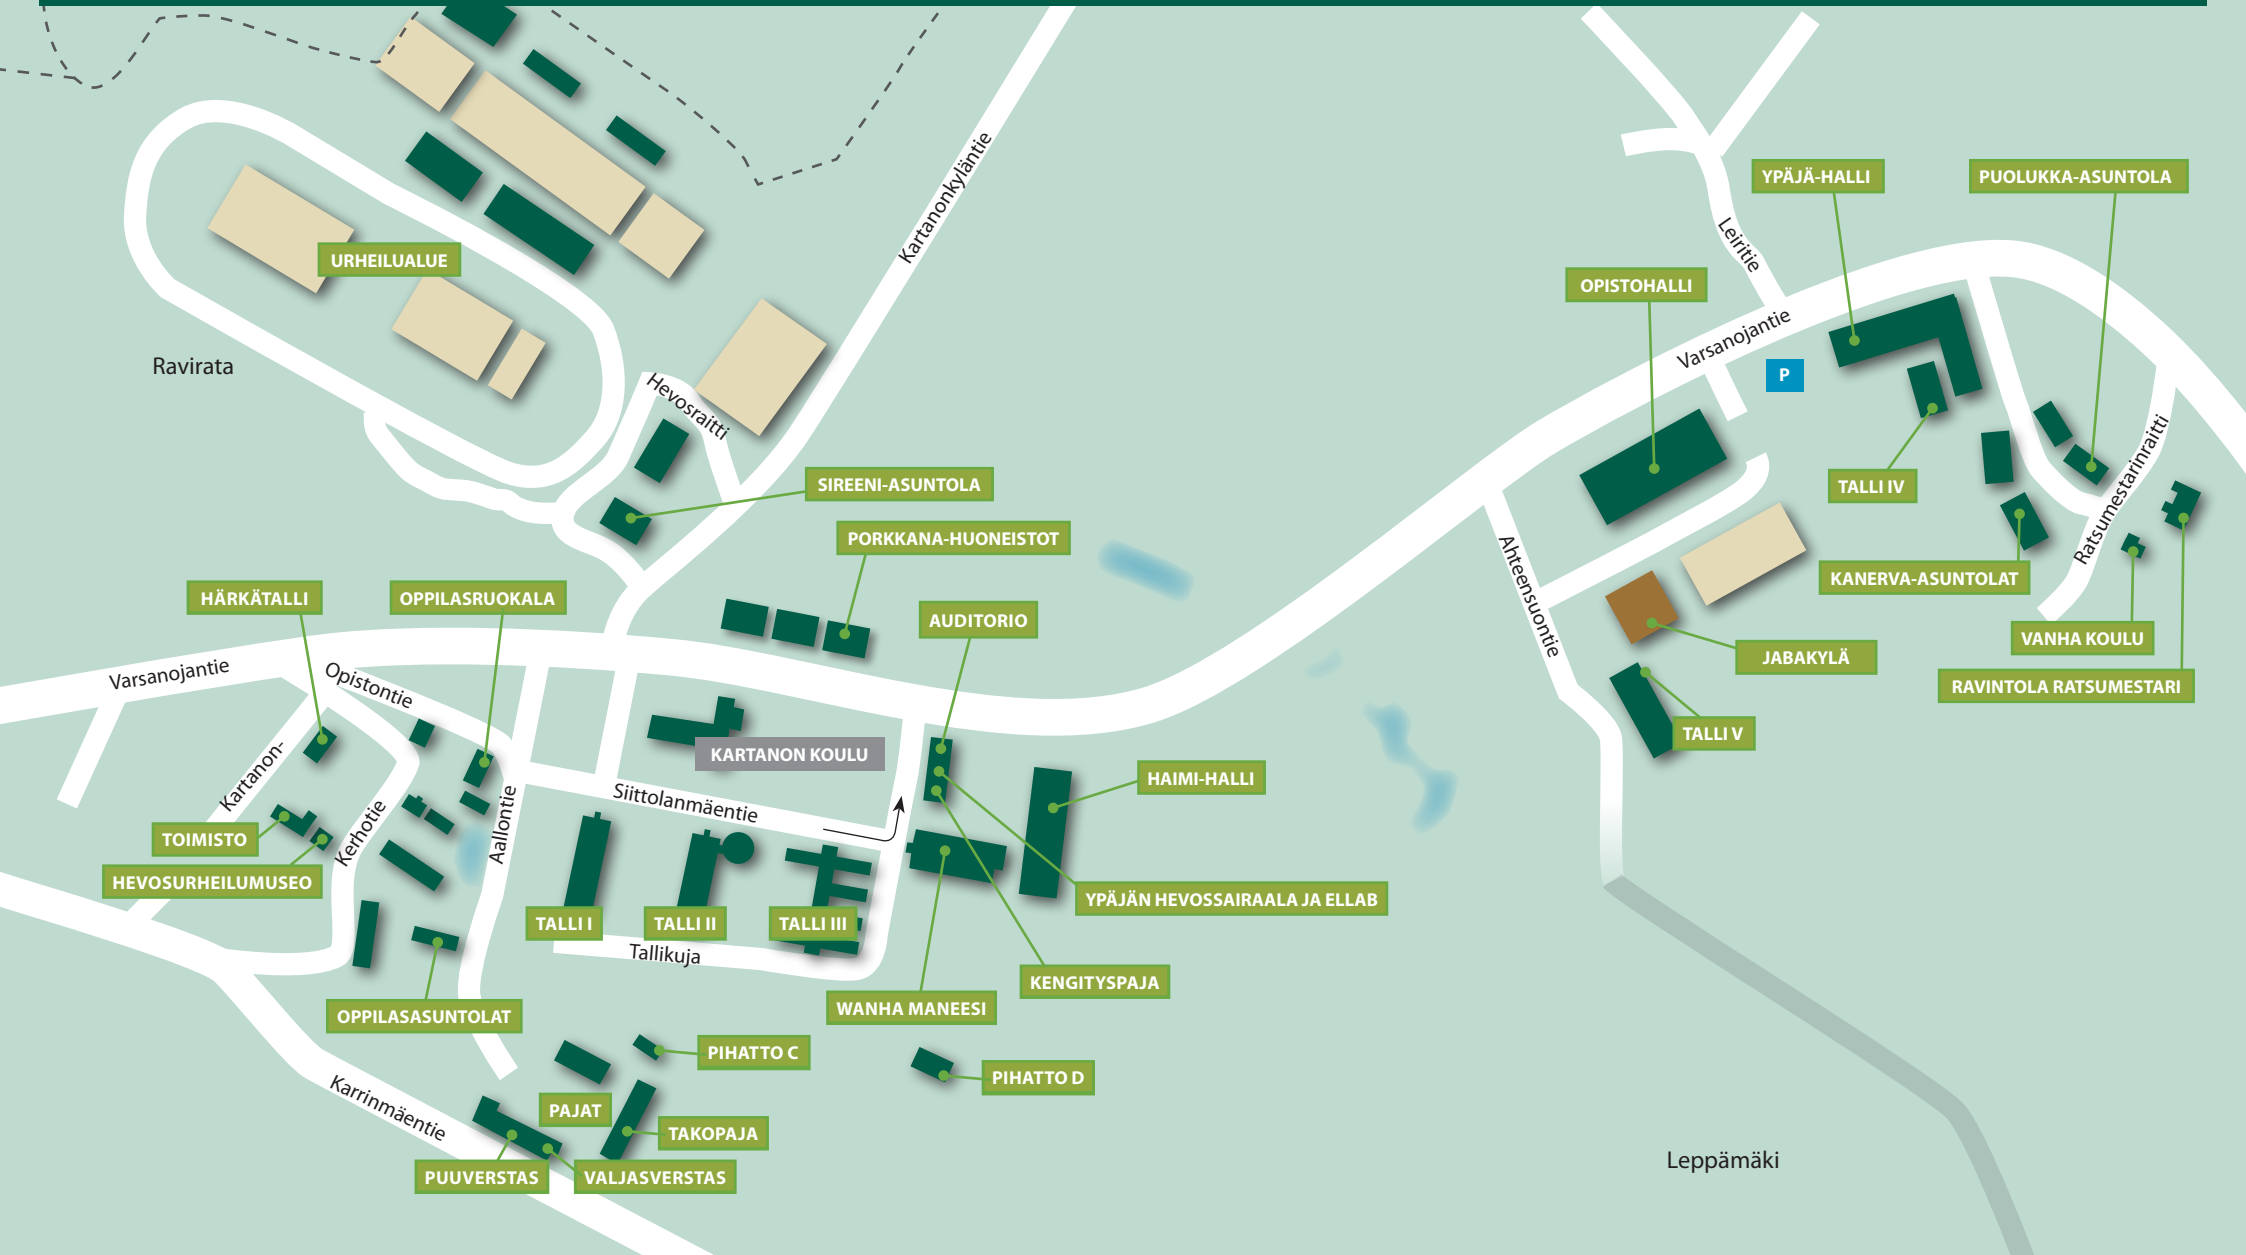 Kartanonkyläntie
YPÄJÄ-HALLI
PUOLUKKA-ASUNTOLA
Leiritie
URHEILUALUE
OPISTOHALLI
Varsanojantie
Ravirata
P
Hevosraitti
SIREENI-ASUNTOLA
TALLI IV
Ratsumestarinraitti
PORKKANA-HUONEISTOT
KANERVA-ASUNTOLAT
Ahteensuontie
HÄRKÄTALLI
OPPILASRUOKALA
AUDITORIO
VANHA KOULU
JABAKYLÄ
Varsanojantie
Opistontie
RAVINTOLA RATSUMESTARI
TALLI V
KARTANON KOULU
Kartanon-
HAIMI-HALLI
Siittolanmäentie
Aallontie
Kerhotie
TOIMISTO
HEVOSURHEILUMUSEO
YPÄJÄN HEVOSSAIRAALA JA ELLAB
TALLI I
TALLI II
TALLI III
Tallikuja
KENGITYSPAJA
WANHA MANEESI
OPPILASASUNTOLAT
PIHATTO C
PIHATTO D
Karrinmäentie
PAJAT
TAKOPAJA
PUUVERSTAS
VALJASVERSTAS
Leppämäki